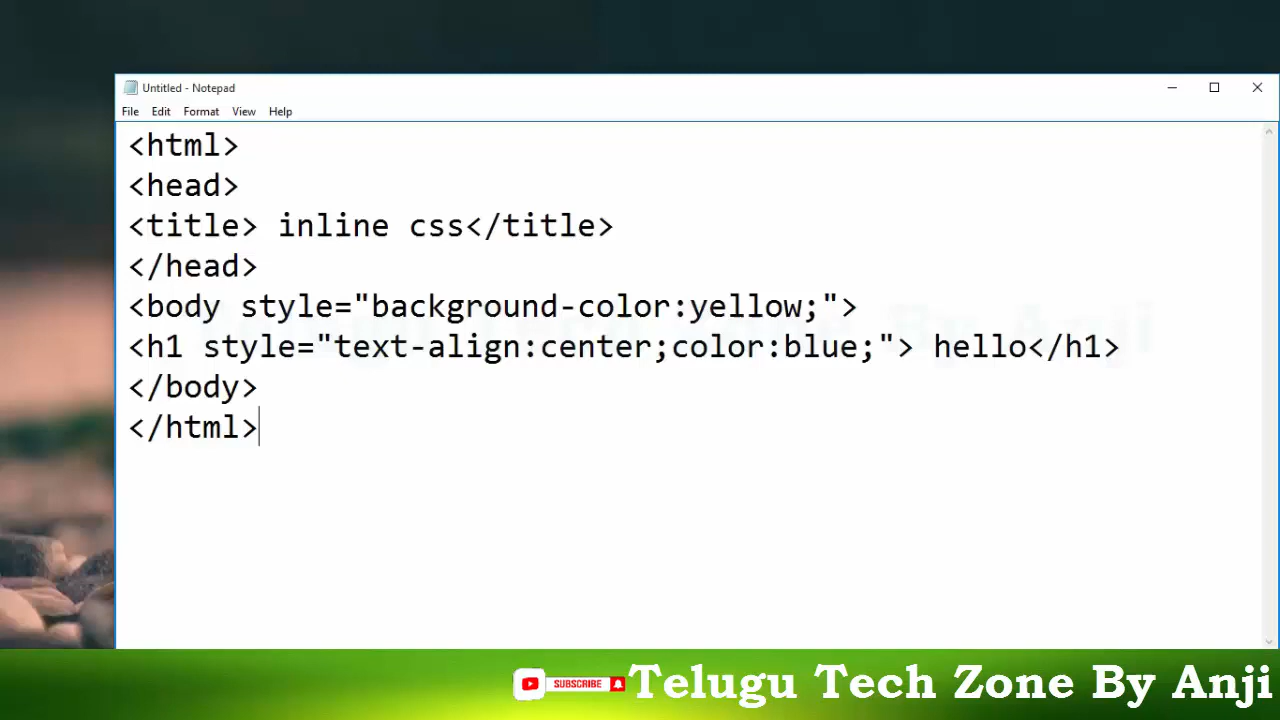 Untitled - Notepad
File Edit Format View Help
<html>
<head>
<title> inline css</title>
</head>
<body style="background-color:yellow;">
<h1 style="text-align:center;color:blue;"> hello</h1>
</body>
</html>
SUBSCRIBE
Telugu Tech Zone By Anji